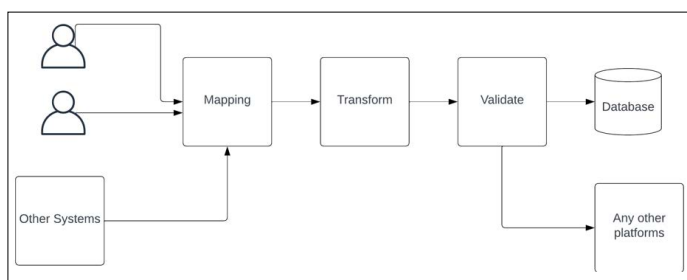 Mapping
Transform
Validate
Database
Other Systems
Any other
platforms